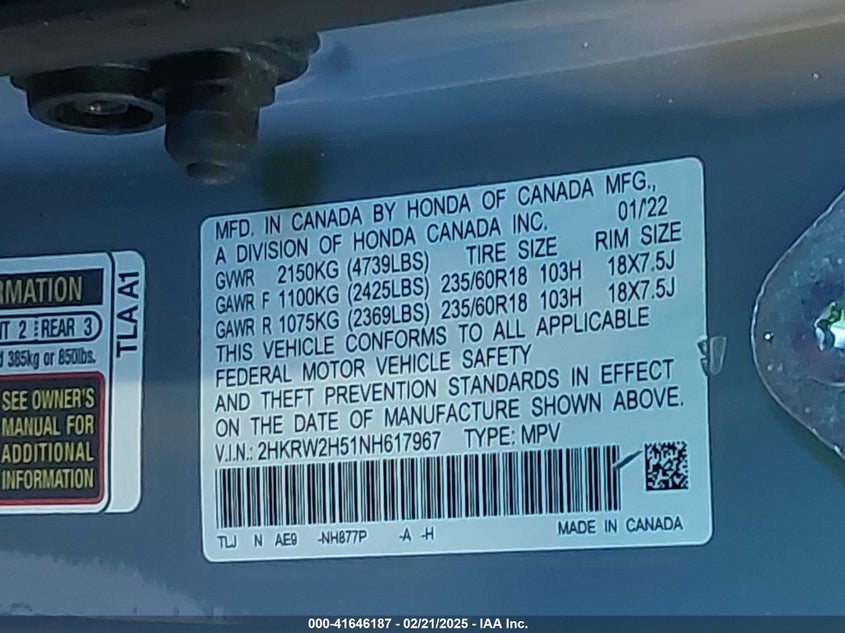 MFD. IN CANADA BY HONDA OF CANADA MFG.,
A DIVISION OF HONDA CANADA INC. 01/'22
TIRE SIZE RIM SIZE
GVWR 2150KG (4739LBS)
GAWR F 1100KG (2425LBS) 235/60R18 103H 18X7.5J
GAWR R 1075KG (2369LBS) 235/60R18 103H 18X7.5J
THIS VEHICLE CONFORMS TO ALL APPLICABLE
FEDERAL MOTOR VEHICLE SAFETY
AND THEFT PREVENTION STANDARDS IN EFFECT
ON THE DATE OF MANUFACTURE SHOWN ABOVE.
V.I.N.: 2HKRW2H51NH617967 TYPE: MPV
TLJ N AE9 -NH877P -A -H MADE IN CANADA
2 REAR 3
385kg or 850lbs.
SEE OWNER'S
MANUAL FOR
ADDITIONAL
INFORMATION
TLA A1
000-41646187 - 02/21/2025 - IAA Inc.